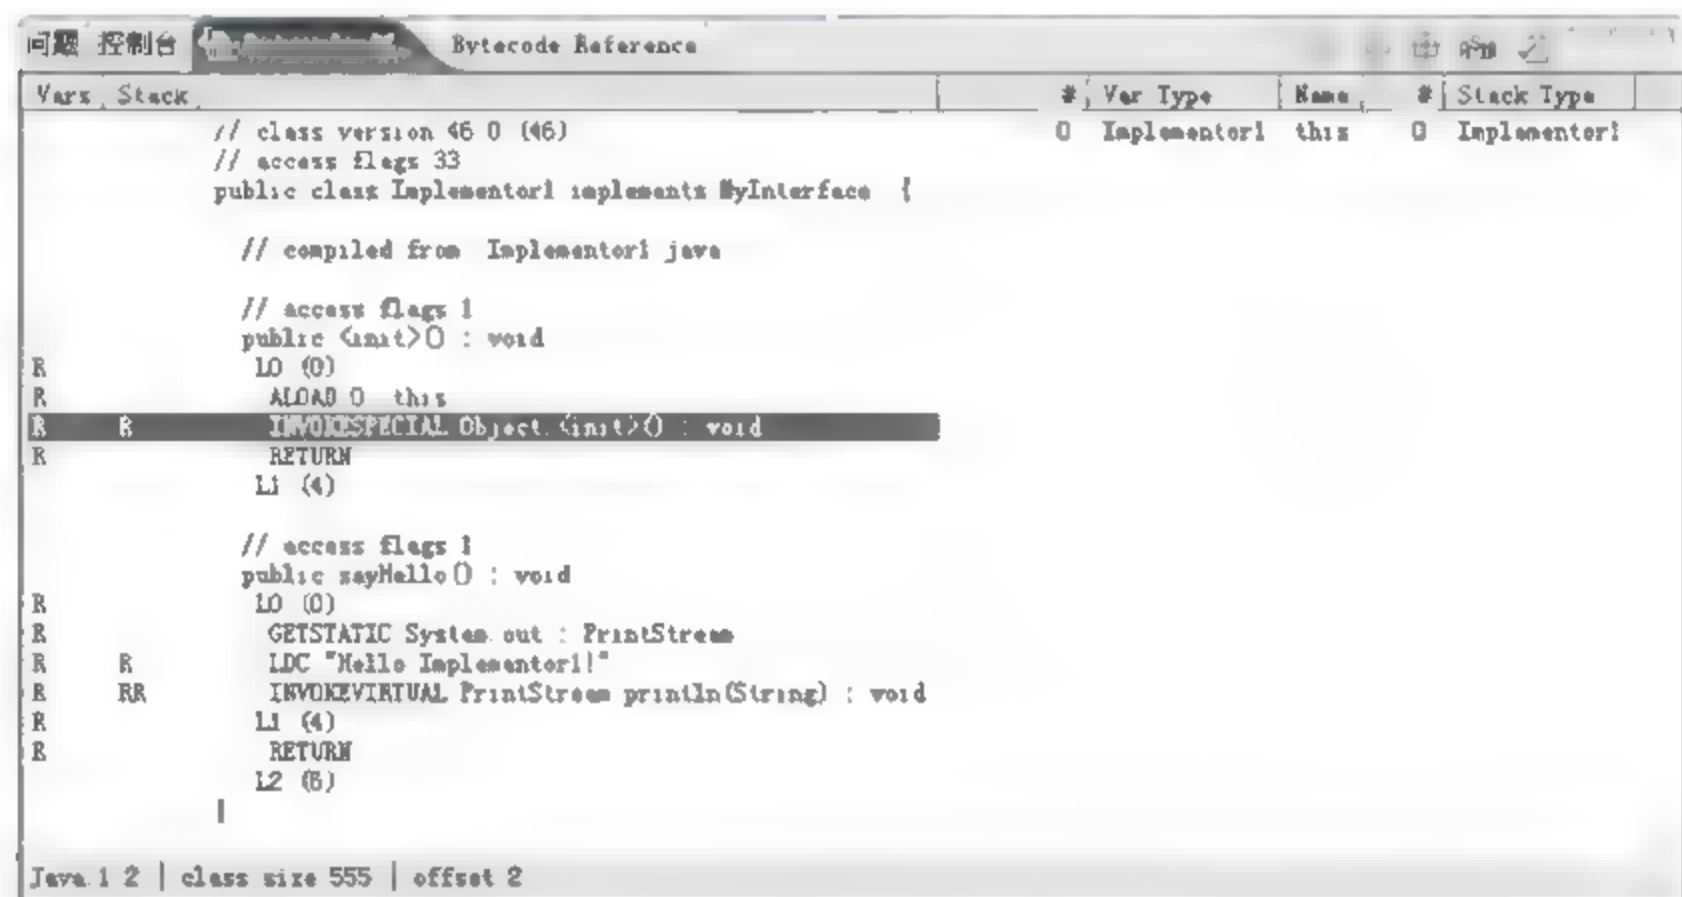 问题 控制台 Bytecode Reference
Vars Stack # Var Type Name # Stack Type
// class version 46 0 (46) 0 Implementor1 this 0 Implementor1
// access flags 33
public class Implementor1 implements MyInterface {
// compiled from Implementor1 java
// access flags 1
public <init>() : void
R L0 (0)
R ALOAD 0 this
R R INVOKESPECIAL Object.<init>() : void
R RETURN
L1 (4)
// access flags 1
public sayHello() : void
R L0 (0)
R GETSTATIC System.out : PrintStream
R R LDC "Hello Implementor1!"
R RR INVOKEVIRTUAL PrintStream println(String) : void
R L1 (4)
R RETURN
L2 (6)
Java 1 2 | class size 555 | offset 2